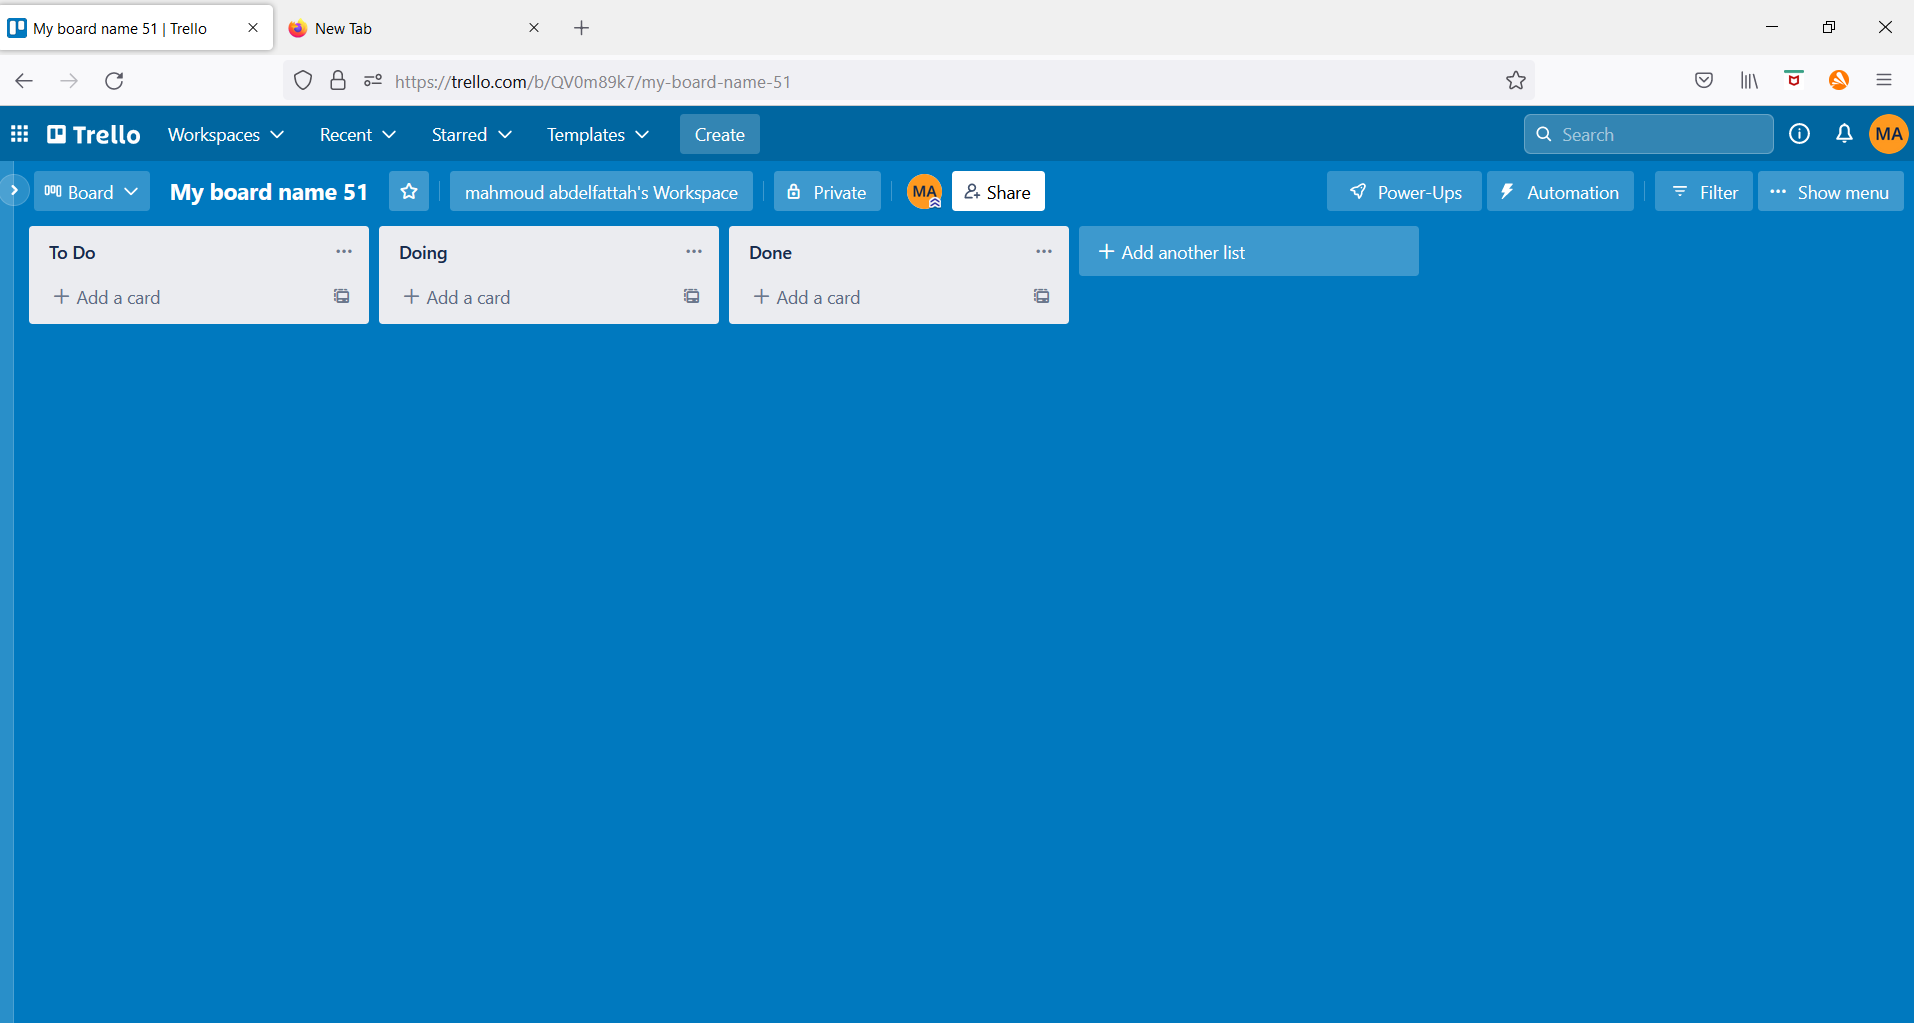 My board name 51 | Trello
New Tab
https://trello.com/b/QV0m89k7/my-board-name-51
Trello
Workspaces
Recent
Starred
Templates
Create
Search
MA
Board
My board name 51
mahmoud abdelfattah's Workspace
Private
MA
Share
Power-Ups
Automation
Filter
Show menu
To Do
Doing
Done
Add another list
Add a card
Add a card
Add a card